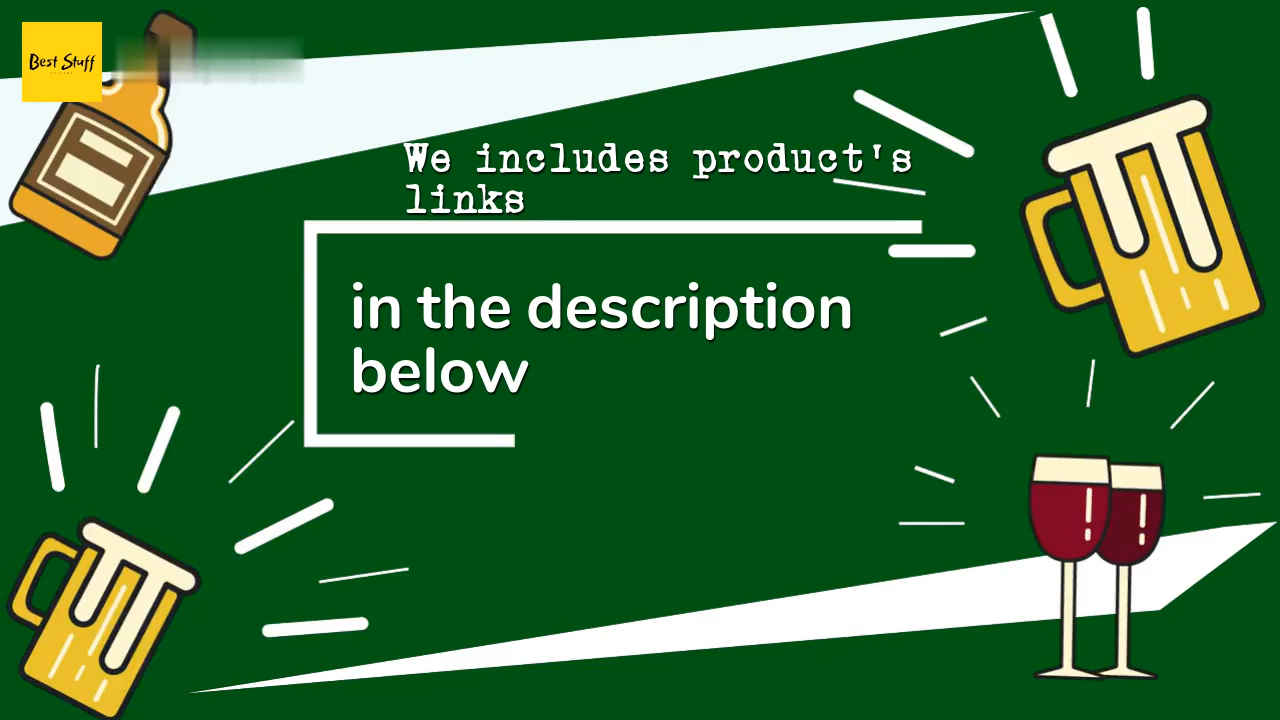 Best Stuff
We includes product's
links
in the description
below